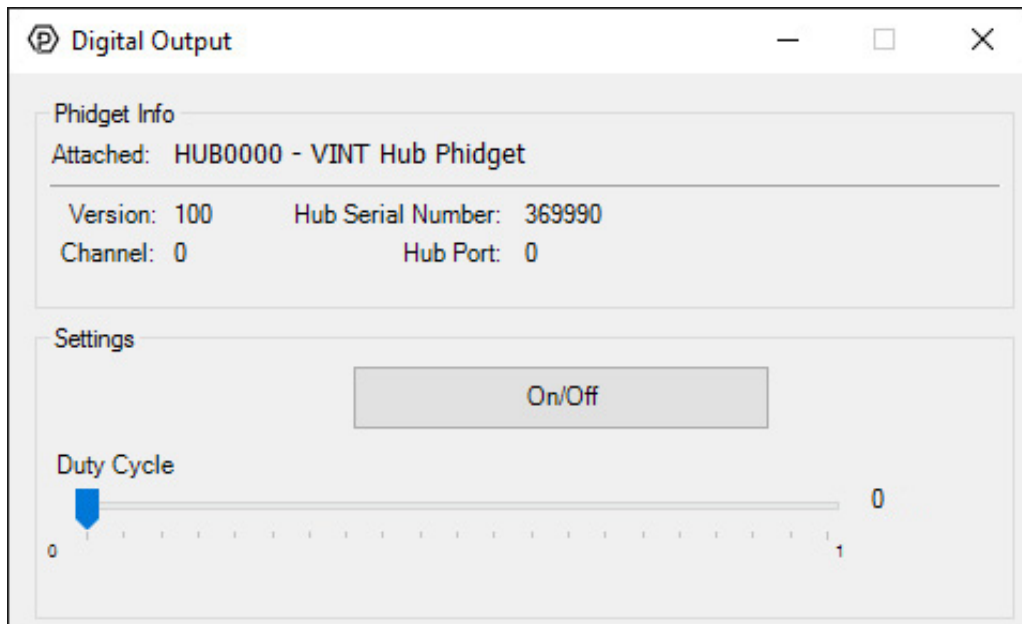 Digital Output
Phidget Info
Attached: HUB0000 - VINT Hub Phidget
Version: 100 Hub Serial Number: 369990
Channel: 0 Hub Port: 0
Settings
On/Off
Duty Cycle
0
0 1